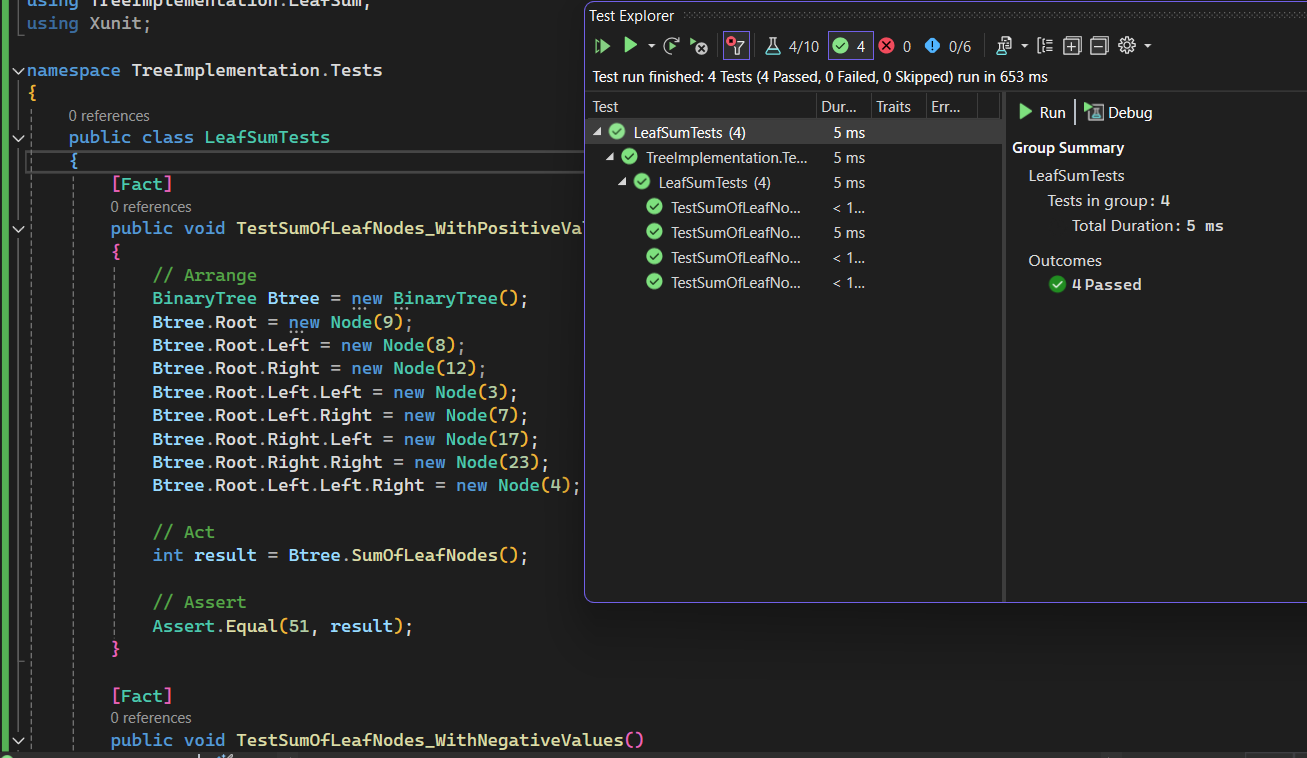 using TreeImplementation.LeafSum;
using Xunit;
namespace TreeImplementation.Tests
{
0 references
public class LeafSumTests
{
[Fact]
0 references
public void TestSumOfLeafNodes_WithPositiveVa
{
// Arrange
BinaryTree Btree = new BinaryTree();
Btree.Root = new Node(9);
Btree.Root.Left = new Node(8);
Btree.Root.Right = new Node(12);
Btree.Root.Left.Left = new Node(3);
Btree.Root.Left.Right = new Node(7);
Btree.Root.Right.Left = new Node(17);
Btree.Root.Right.Right = new Node(23);
Btree.Root.Left.Left.Right = new Node(4);
// Act
int result = Btree.SumOfLeafNodes();
// Assert
Assert.Equal(51, result);
}
[Fact]
0 references
public void TestSumOfLeafNodes_WithNegativeValues()
Test Explorer
7 4/10 4 0 0/6
Test run finished: 4 Tests (4 Passed, 0 Failed, 0 Skipped) run in 653 ms
Test Dur... Traits Err...
LeafSumTests (4) 5 ms
TreeImplementation.Te... 5 ms
LeafSumTests (4) 5 ms
TestSumOfLeafNo... < 1...
TestSumOfLeafNo... 5 ms
TestSumOfLeafNo... < 1...
TestSumOfLeafNo... < 1...
Run Debug
Group Summary
LeafSumTests
Tests in group: 4
Total Duration: 5 ms
Outcomes
4 Passed